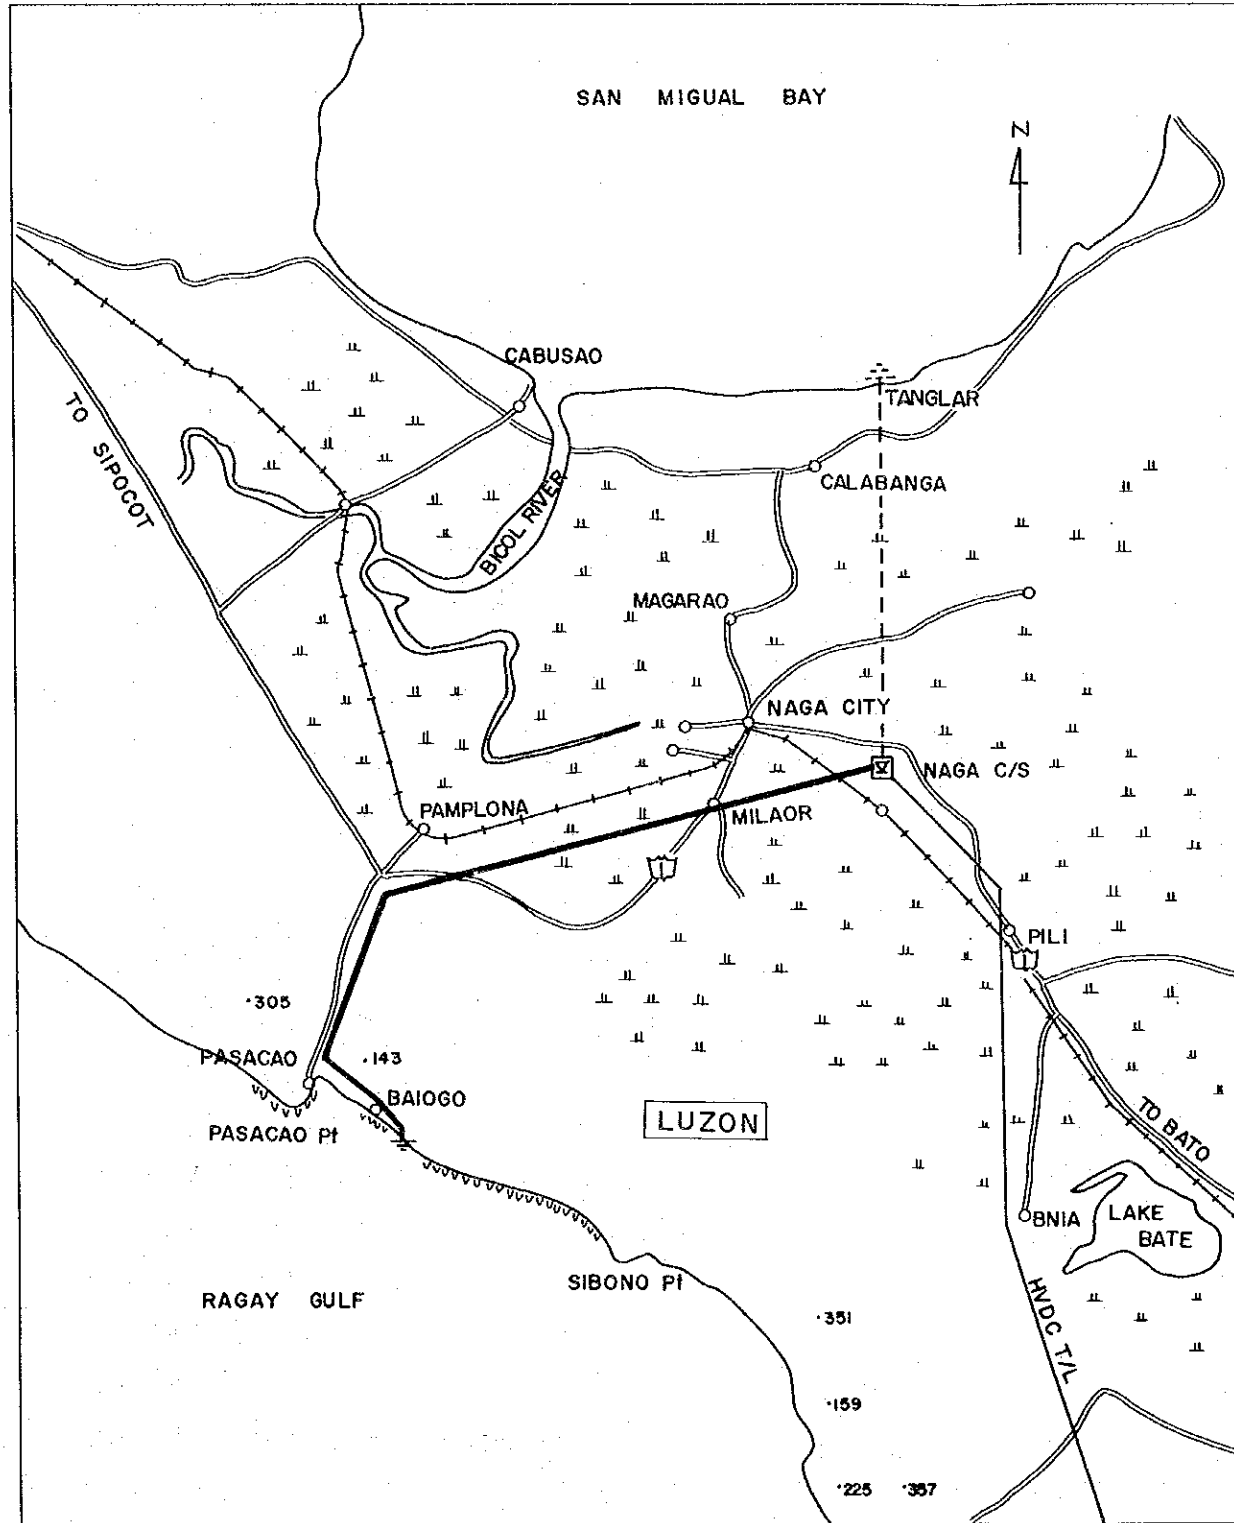 SAN MIGUAL BAY
N
CABUSAO
TANGLAR
TO SIPOCOT
CALABANGA
BICOL RIVER
MAGARAO
NAGA CITY
NAGA C/S
PAMPLONA
MILAOR
1
PILI
1
·305
PASACAO
·143
BAIOGO
LUZON
PASACAO Pt
TO BATO
BNIA
LAKE
BATE
SIBONO Pt
RAGAY GULF
HVDC T/L
·351
·159
·225
·357